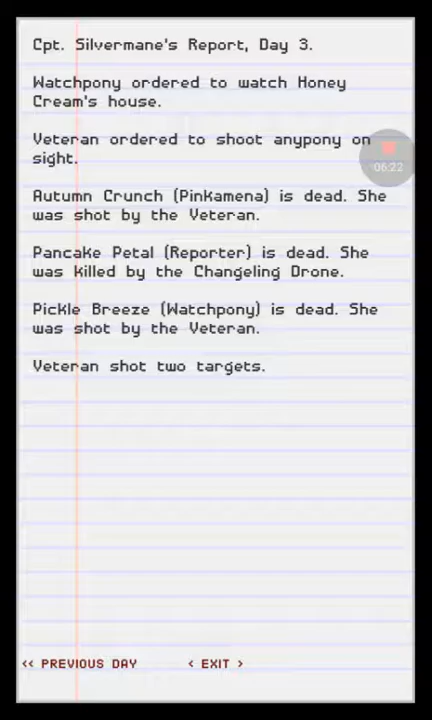 Cpt. Silvermane's Report, Day 3.
Watchpony ordered to watch Honey
Cream's house.
Veteran ordered to shoot anypony on
sight.
06:22
Autumn Crunch (Pinkamena) is dead. She
was shot by the Veteran.
Pancake Petal (Reporter) is dead. She
was killed by the Changeling Drone.
Pickle Breeze (Watchpony) is dead. She
was shot by the Veteran.
Veteran shot two targets.
<< PREVIOUS DAY < EXIT >